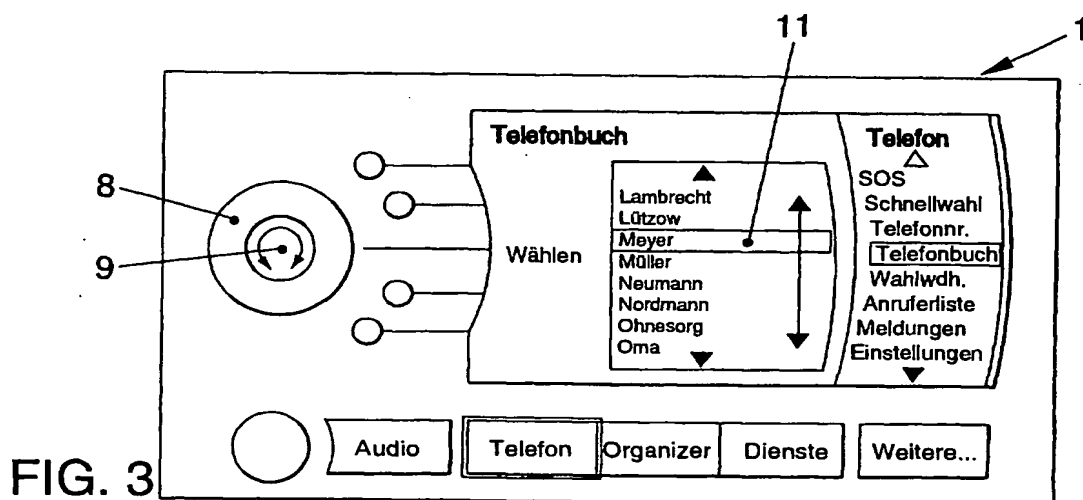 11
1
Telefonbuch
Telefon
SOS
Schnellwahl
Telefonnr.
Telefonbuch
Wahlwdh.
Anruferliste
Meldungen
Einstellungen
Lambrecht
Lützow
Meyer
Müller
Neumann
Nordmann
Ohnesorg
Oma
Wählen
8
9
Audio
Telefon
Organizer
Dienste
Weitere...
FIG. 3